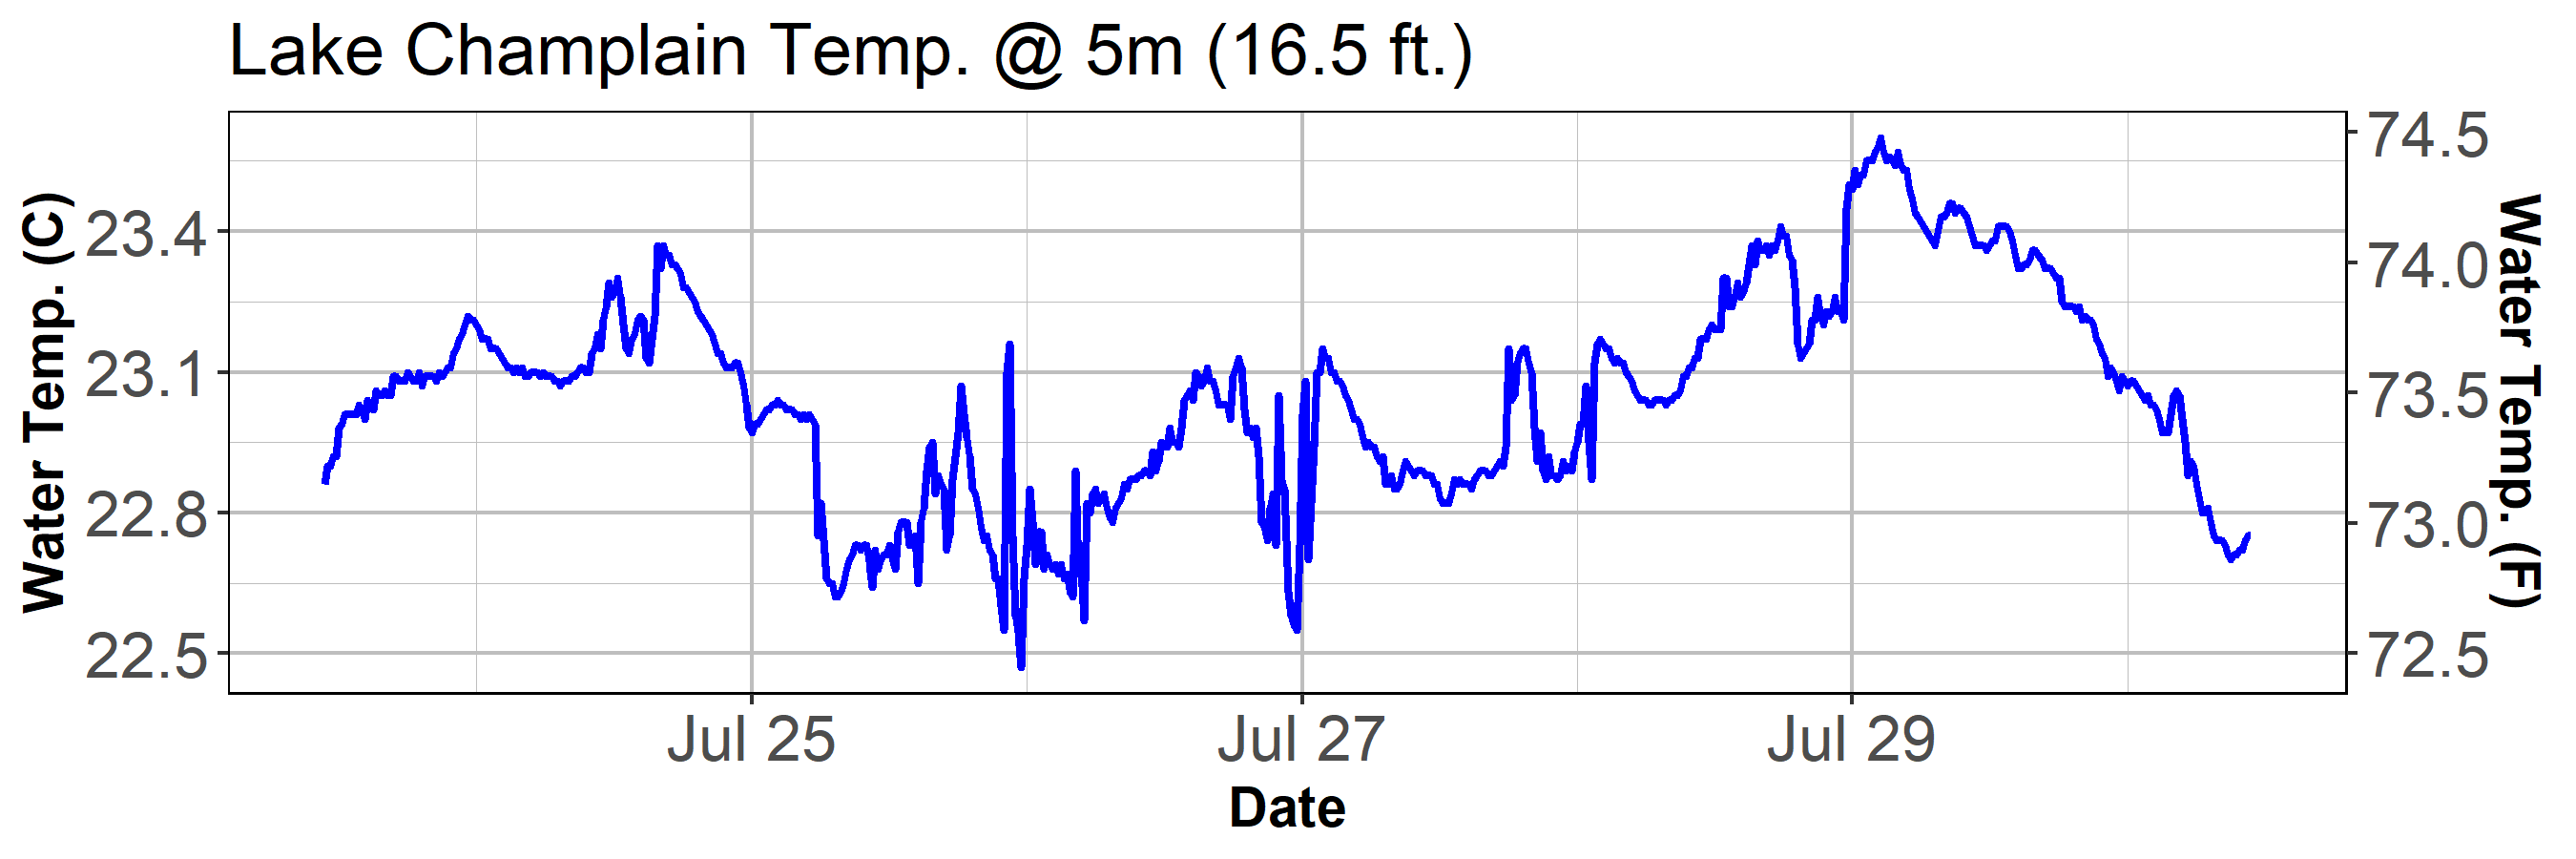 Lake Champlain Temp. @ 5m (16.5 ft.)
Water Temp. (C)
23.4
23.1
22.8
22.5
74.5
74.0
73.5
73.0
72.5
Water Temp. (F)
Jul 25 Jul 27 Jul 29
Date